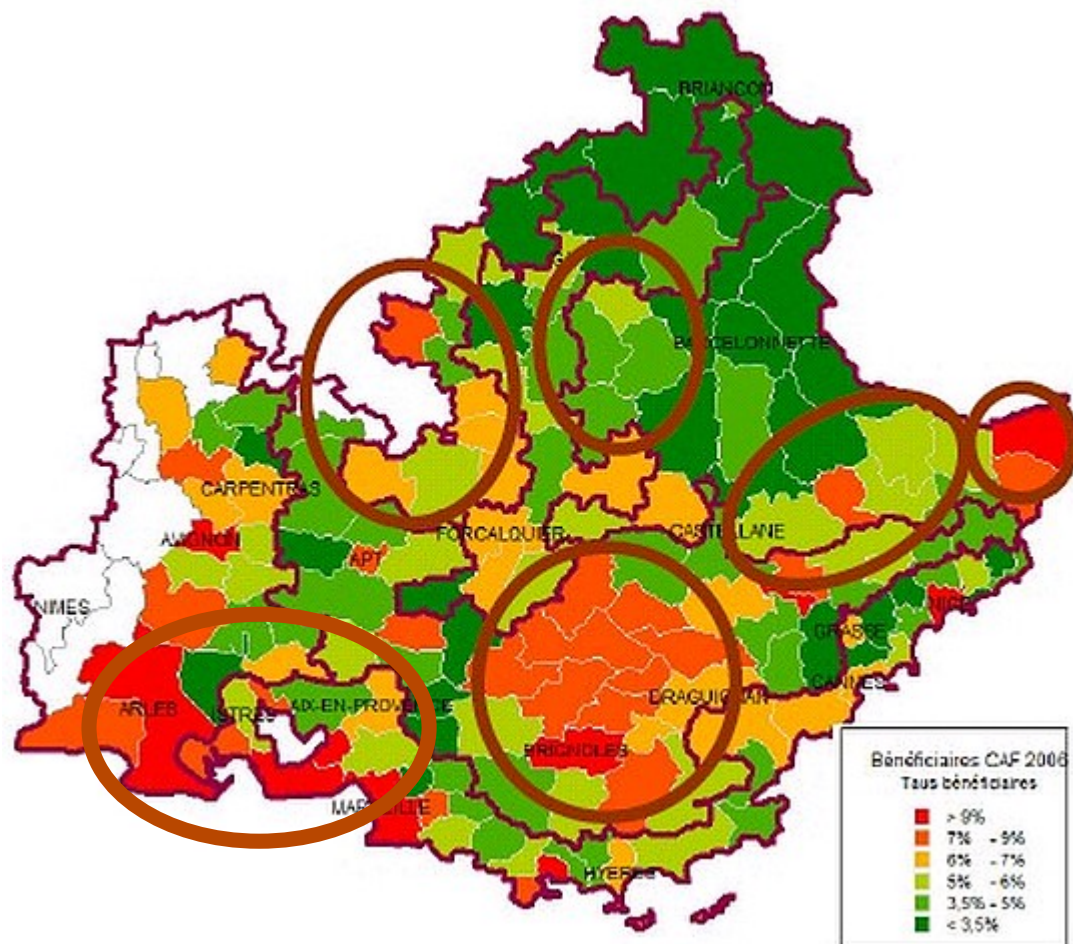 BRIANCON
BARCELONNETTE
CARPENTRAS
AVIGNON
FORCALQUIER
CASTELLANE
APT
NIMES
NICE
GRASSE
CANNES
DRAGUIGNAN
ARLES
ISTRES
AIX-EN-PROVENCE
BRIGNOLES
MARSEILLE
HYERES
Bénéficiaires CAF 2006
Taus bénéficiaires
> 9%
7% - 9%
6% - 7%
5% - 6%
3,5% - 5%
< 3,5%